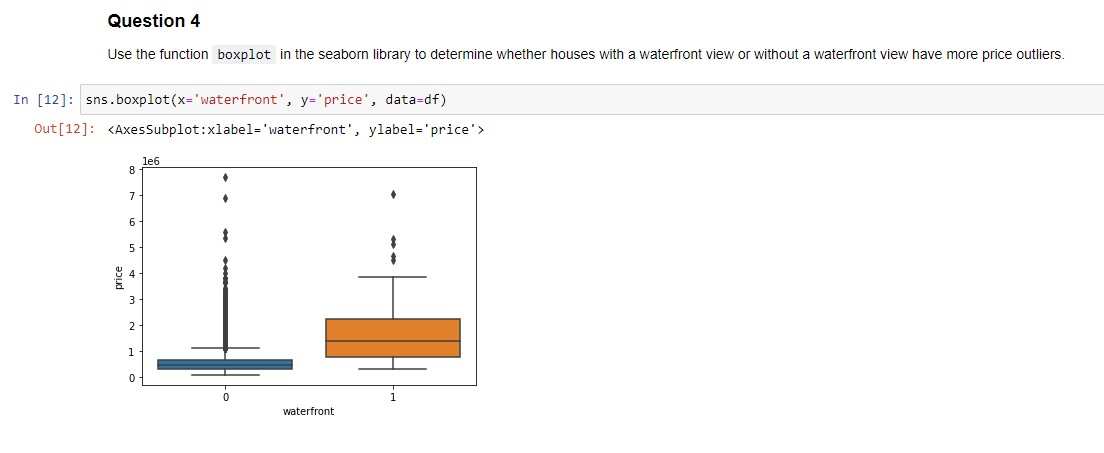 Question 4
Use the function boxplot in the seaborn library to determine whether houses with a waterfront view or without a waterfront view have more price outliers.
In [12]: sns.boxplot(x='waterfront', y='price', data=df)
Out[12]: <AxesSubplot:xlabel='waterfront', ylabel='price'>
1e6
8
7
6
5
4
3
2
1
0
price
0 1
waterfront